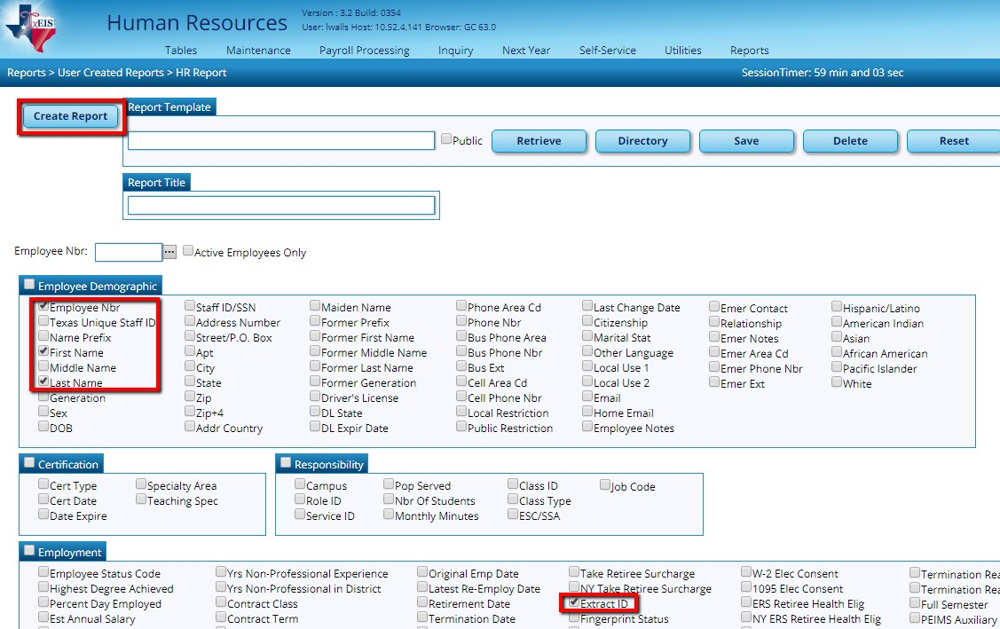 TxEIS
Human Resources
Version : 3.2 Build: 0354
User: lwalls Host: 10.52.4.141 Browser: GC 63.0
Tables Maintenance Payroll Processing Inquiry Next Year Self-Service Utilities Reports
Reports > User Created Reports > HR Report SessionTimer: 59 min and 03 sec
Create Report
Report Template
Public Retrieve Directory Save Delete Reset
Report Title
Employee Nbr: ... Active Employees Only
Employee Demographic
Employee Nbr Staff ID/SSN Maiden Name Phone Area Cd Last Change Date Emer Contact Hispanic/Latino
Texas Unique Staff ID Address Number Former Prefix Phone Nbr Citizenship Relationship American Indian
Name Prefix Street/P.O. Box Former First Name Bus Phone Area Marital Stat Emer Notes Asian
First Name Apt Former Middle Name Bus Phone Nbr Other Language Emer Area Cd African American
Middle Name City Former Last Name Bus Ext Local Use 1 Emer Phone Nbr Pacific Islander
Last Name State Former Generation Cell Area Cd Local Use 2 Emer Ext White
Generation Zip Driver's License Cell Phone Nbr Email
Sex Zip+4 DL State Local Restriction Home Email
DOB Addr Country DL Expir Date Public Restriction Employee Notes
Certification Responsibility
Cert Type Specialty Area Campus Pop Served Class ID Job Code
Cert Date Teaching Spec Role ID Nbr Of Students Class Type
Date Expire Service ID Monthly Minutes ESC/SSA
Employment
Employee Status Code Yrs Non-Professional Experience Original Emp Date Take Retiree Surcharge W-2 Elec Consent Termination Rea
Highest Degree Achieved Yrs Non-Professional in District Latest Re-Employ Date NY Take Retiree Surcharge 1095 Elec Consent Termination Rea
Percent Day Employed Contract Class Retirement Date Extract ID ERS Retiree Health Elig Full Semester
Est Annual Salary Contract Term Termination Date Fingerprint Status NY ERS Retiree Health Elig PEIMS Auxiliary